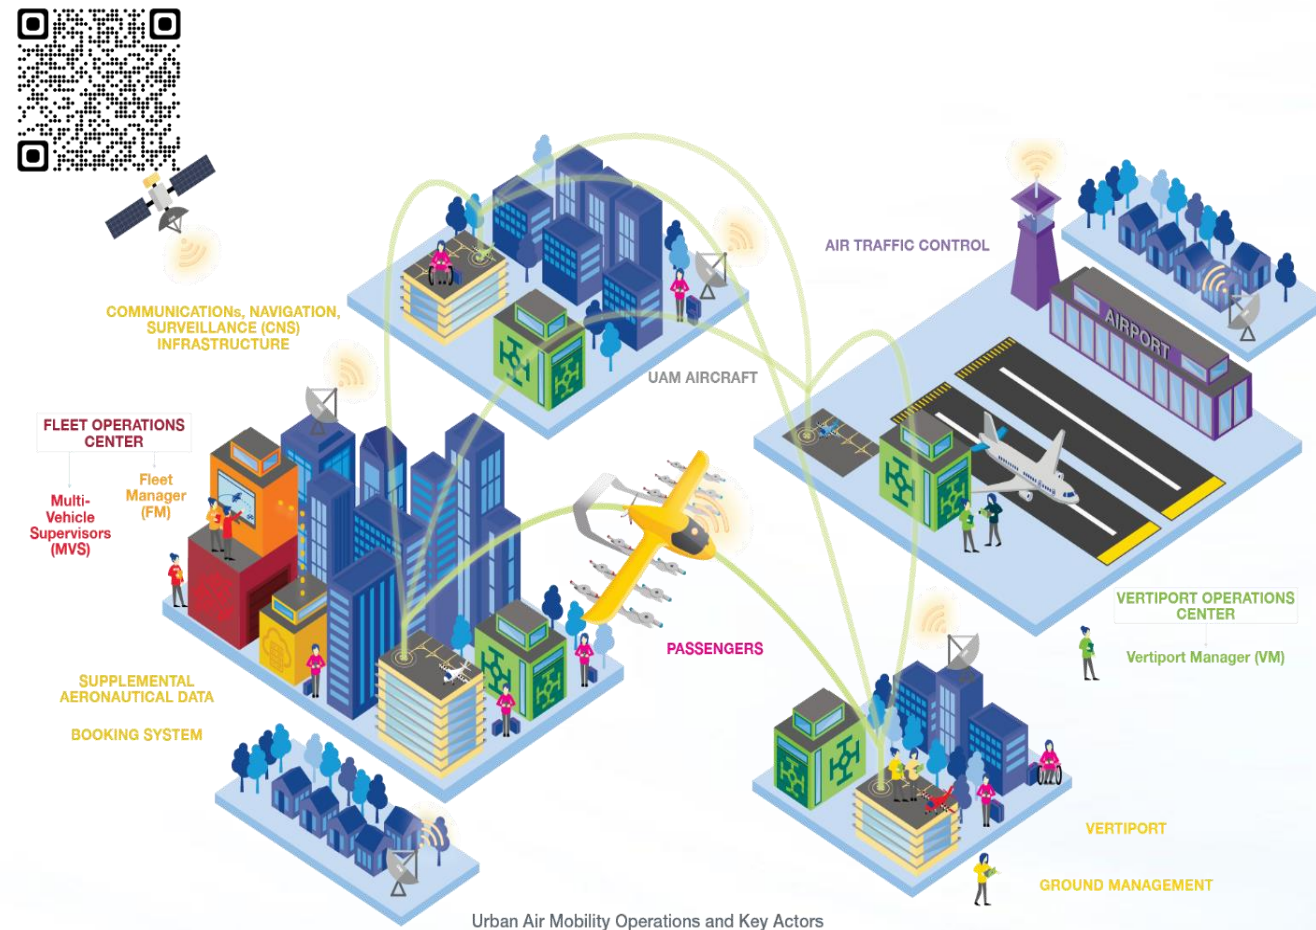 AIR TRAFFIC CONTROL
COMMUNICATIONs, NAVIGATION,
SURVEILLANCE (CNS)
INFRASTRUCTURE
AIRPORT
UAM AIRCRAFT
FLEET OPERATIONS
CENTER
Multi-
Vehicle
Supervisors
(MVS)
Fleet
Manager
(FM)
VERTIPORT OPERATIONS
CENTER
Vertiport Manager (VM)
PASSENGERS
SUPPLEMENTAL
AERONAUTICAL DATA
BOOKING SYSTEM
VERTIPORT
GROUND MANAGEMENT
Urban Air Mobility Operations and Key Actors